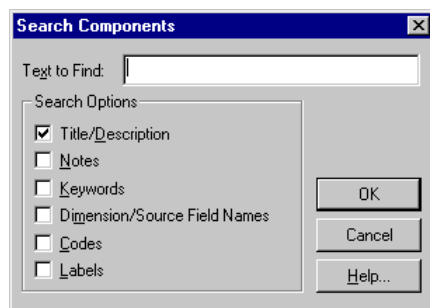 Search Components
Text to Find:
Search Options
Title/Description
Notes
Keywords
Dimension/Source Field Names
Codes
Labels
OK
Cancel
Help...